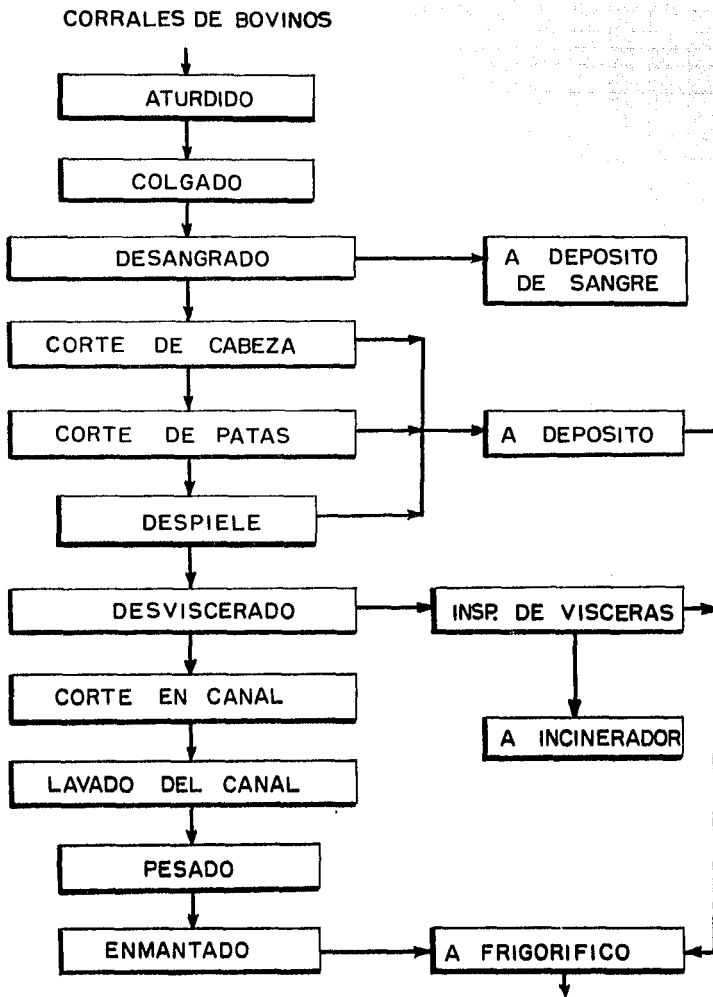 CORRALES DE BOVINOS
ATURDIDO
COLGADO
DESANGRADO
A DEPOSITO
DE SANGRE
CORTE DE CABEZA
CORTE DE PATAS
A DEPOSITO
DESPIELE
DESVISCERADO
INSP. DE VISCERAS
CORTE EN CANAL
A INCINERADOR
LAVADO DEL CANAL
PESADO
ENMANTADO
A FRIGORIFICO